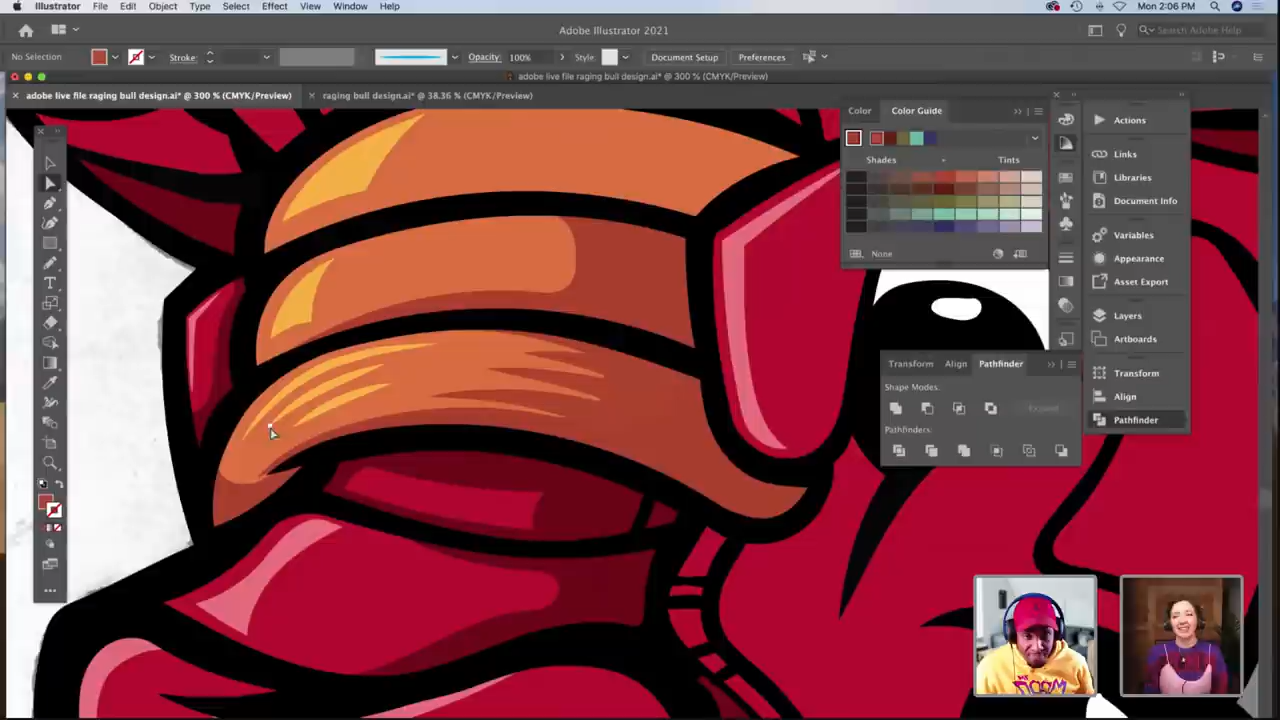 Illustrator File Edit Object Type Select Effect View Window Help
Mon 2:06 PM
Adobe Illustrator 2021
Search Adobe Help
No Selection
Stroke:
Opacity: 100%
Style:
Document Setup
Preferences
adobe live file raging bull design.ai* @ 300 % (CMYK/Preview)
adobe live file raging bull design.ai* @ 300 % (CMYK/Preview)
raging bull design.ai* @ 38.36 % (CMYK/Preview)
Color Color Guide
Shades Tints
None
Actions
Links
Libraries
Document Info
Variables
Appearance
Asset Export
Layers
Artboards
Transform
Align
Pathfinder
Transform Align Pathfinder
Shape Modes:
Expand
Pathfinders:
DOOM